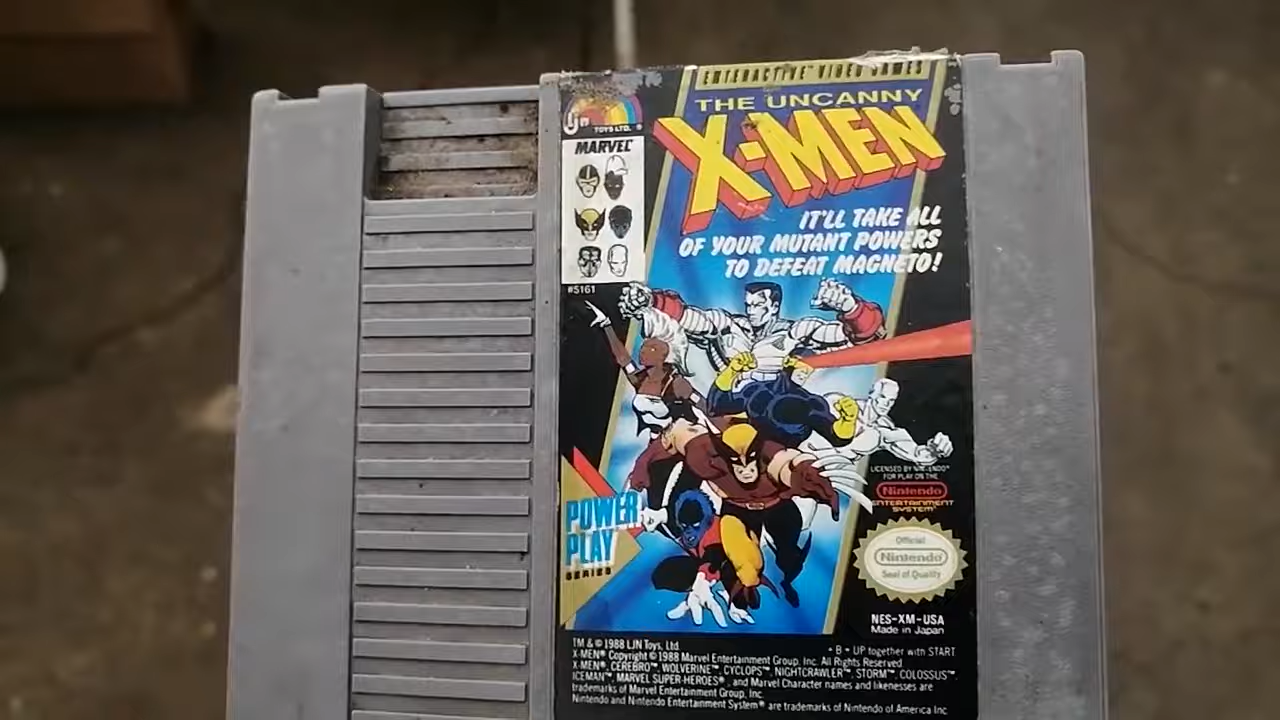 ENTERACTIVE™ VIDEO GAMES
LJN
TOYS LTD.®
THE UNCANNY
X-MEN
MARVEL
IT'LL TAKE ALL
OF YOUR MUTANT POWERS
TO DEFEAT MAGNETO!
#5161
LICENSED BY NINTENDO®
FOR PLAY ON THE
Nintendo
ENTERTAINMENT
SYSTEM®
POWER
PLAY
SERIES
Official
Nintendo
Seal of Quality
NES-XM-USA
Made in Japan
TM & © 1988 LJN Toys, Ltd.
• B • UP together with START
X-MEN® Copyright © 1988 Marvel Entertainment Group, Inc. All Rights Reserved
X-MEN®, CEREBRO™, WOLVERINE™, CYCLOPS™, NIGHTCRAWLER™, STORM™, COLOSSUS™,
ICEMAN™, MARVEL SUPER-HEROES®, and Marvel Character names and likenesses are
trademarks of Marvel Entertainment Group, Inc.
Nintendo and Nintendo Entertainment System® are trademarks of Nintendo of America Inc.